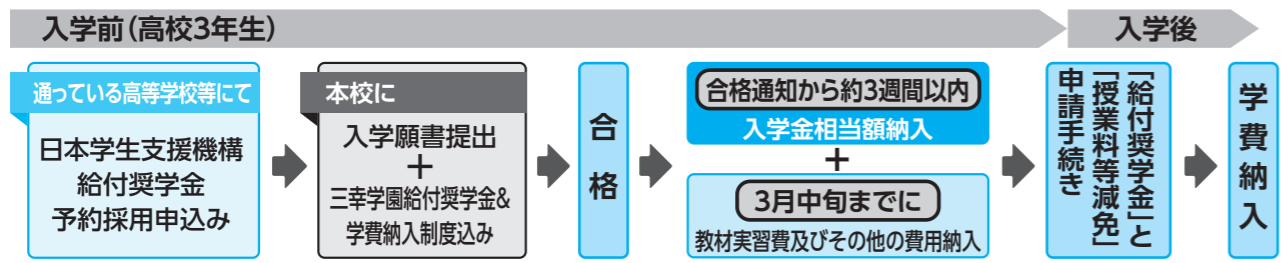 入学前（高校3年生）
入学後
通っている高等学校等にて
日本学生支援機構
給付奨学金
予約採用申込み
本校に
入学願書提出
＋
三幸学園給付奨学金&
学費納入制度込み
合格
合格通知から約3週間以内
入学金相当額納入
＋
3月中旬までに
教材実習費及びその他の費用納入
「給付奨学金」と
「授業料等減免」
申請手続き
学費納入